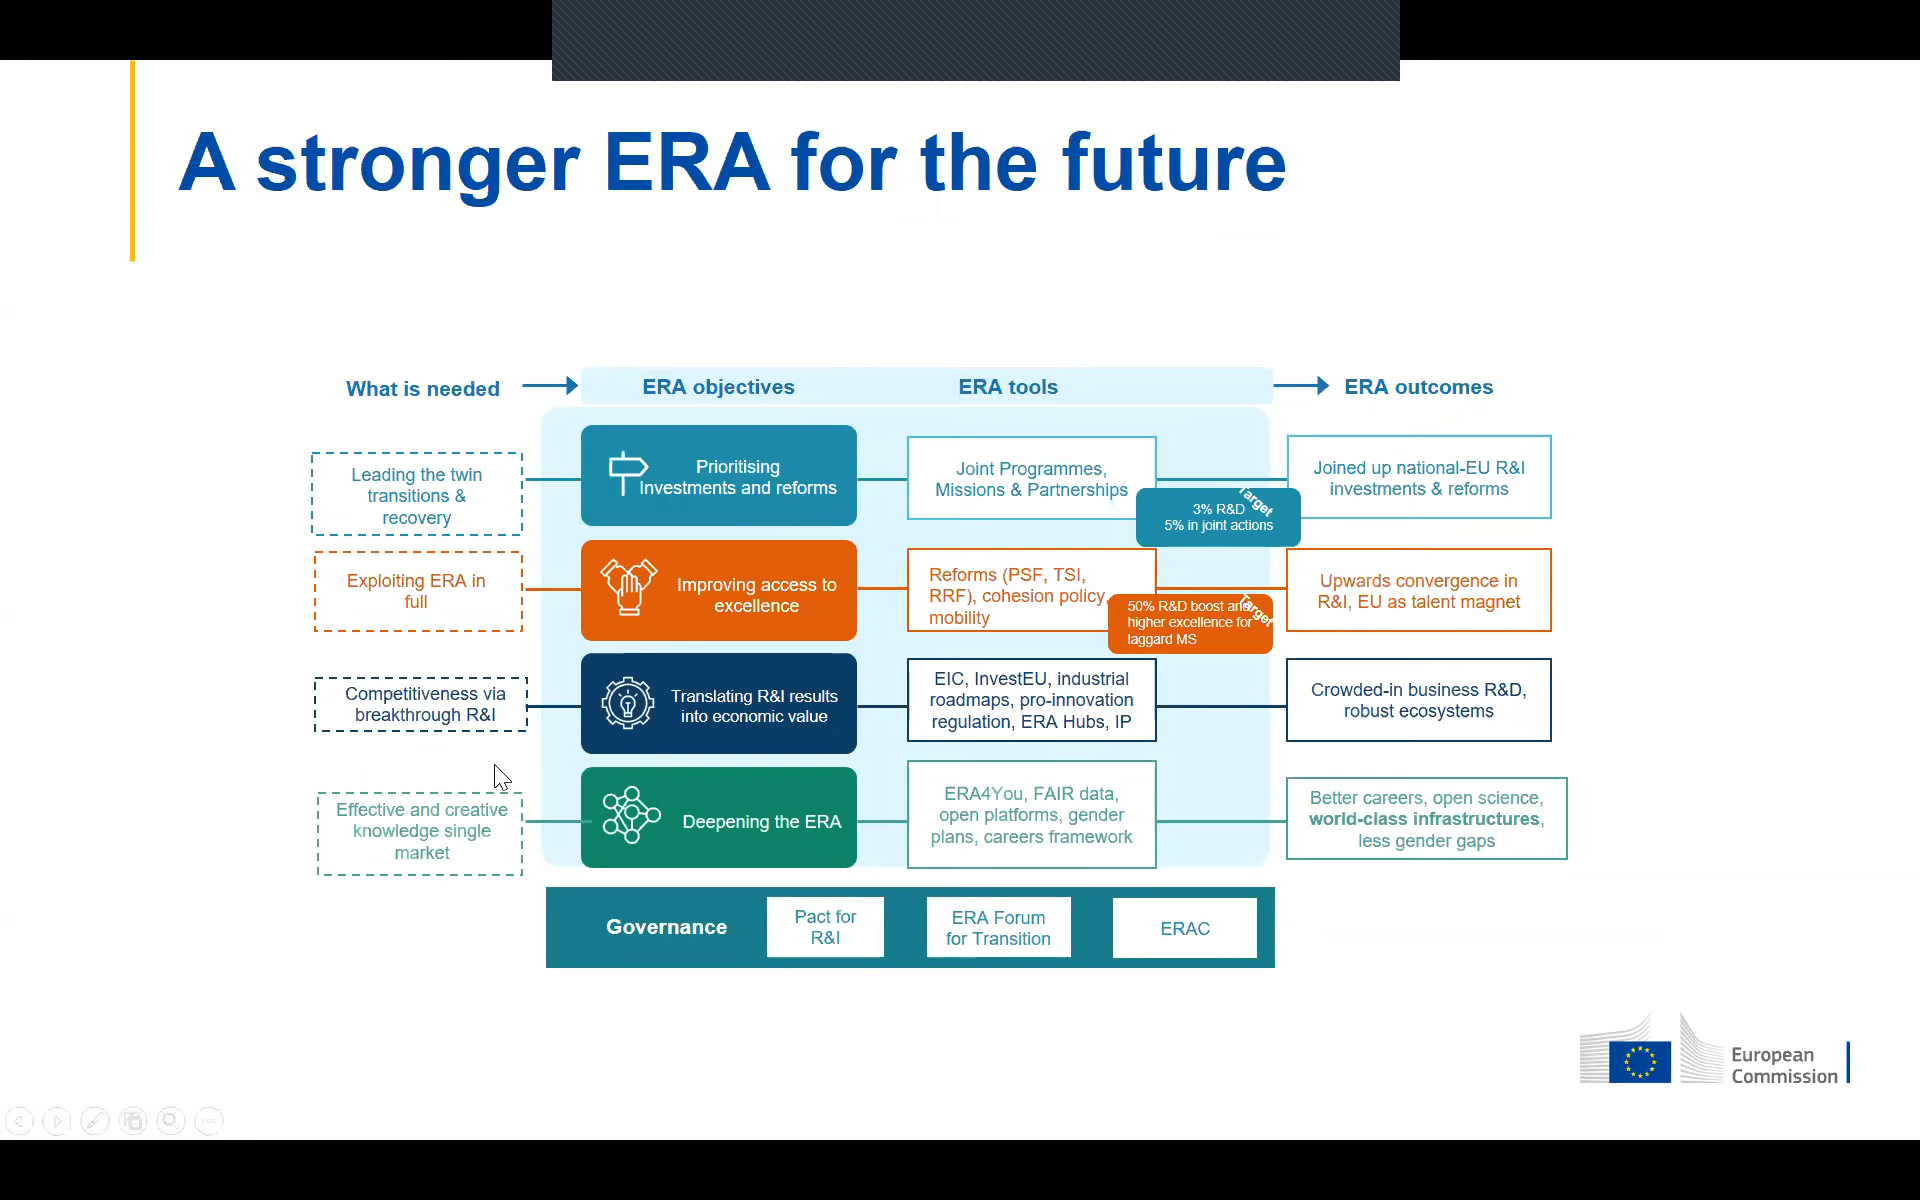 A stronger ERA for the future
What is needed
ERA objectives
ERA tools
ERA outcomes
Leading the twin
transitions &
recovery
Prioritising
Investments and reforms
Joint Programmes,
Missions & Partnerships
Target
3% R&D
5% in joint actions
Joined up national-EU R&I
investments & reforms
Exploiting ERA in
full
Improving access to
excellence
Reforms (PSF, TSI,
RRF), cohesion policy,
mobility
Target
50% R&D boost and
higher excellence for
laggard MS
Upwards convergence in
R&I, EU as talent magnet
Competitiveness via
breakthrough R&I
Translating R&I results
into economic value
EIC, InvestEU, industrial
roadmaps, pro-innovation
regulation, ERA Hubs, IP
Crowded-in business R&D,
robust ecosystems
Effective and creative
knowledge single
market
Deepening the ERA
ERA4You, FAIR data,
open platforms, gender
plans, careers framework
Better careers, open science,
world-class infrastructures,
less gender gaps
Governance
Pact for
R&I
ERA Forum
for Transition
ERAC
European
Commission